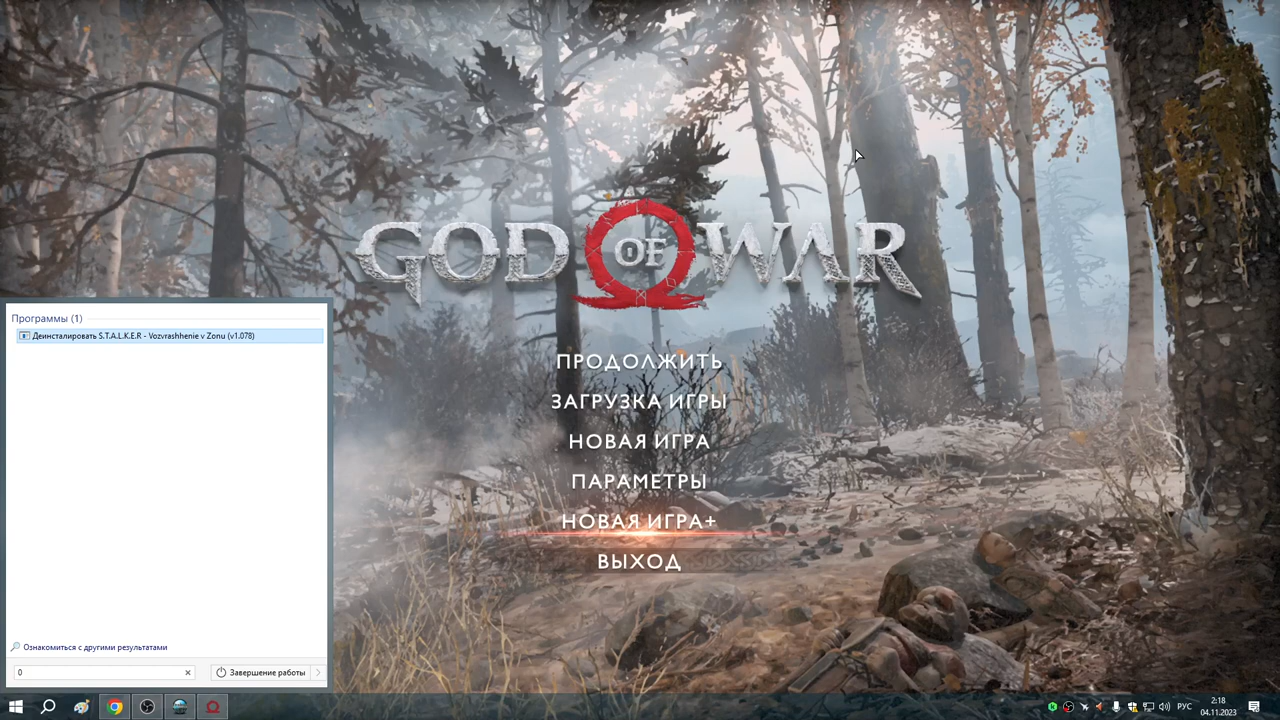 GOD OF WAR
ПРОДОЛЖИТЬ
ЗАГРУЗКА ИГРЫ
НОВАЯ ИГРА
ПАРАМЕТРЫ
НОВАЯ ИГРА+
ВЫХОД
Программы (1)
Деинсталировать S.T.A.L.K.E.R - Vozvrashhenie v Zonu (v1.078)
Ознакомиться с другими результатами
0
Завершение работы
РУС
2:18
04.11.2023